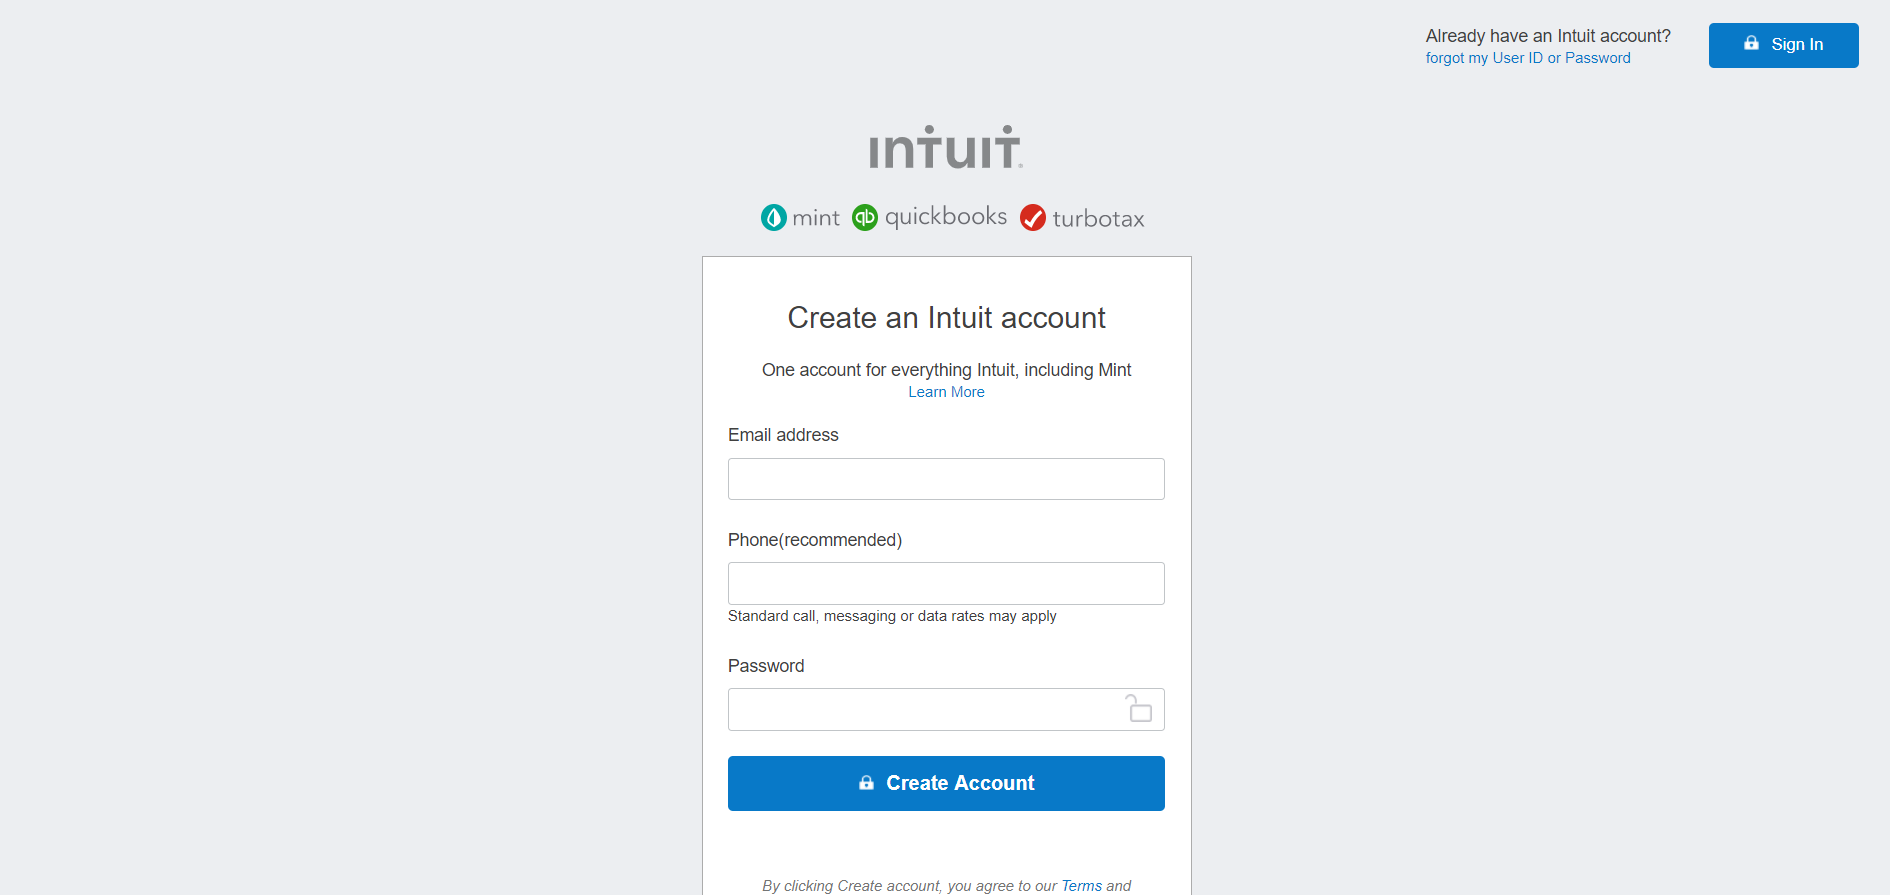 Already have an Intuit account?
forgot my User ID or Password
Sign In
intuit®
mint qb quickbooks turbotax
Create an Intuit account
One account for everything Intuit, including Mint
Learn More
Email address
Phone(recommended)
Standard call, messaging or data rates may apply
Password
Create Account
By clicking Create account, you agree to our Terms and